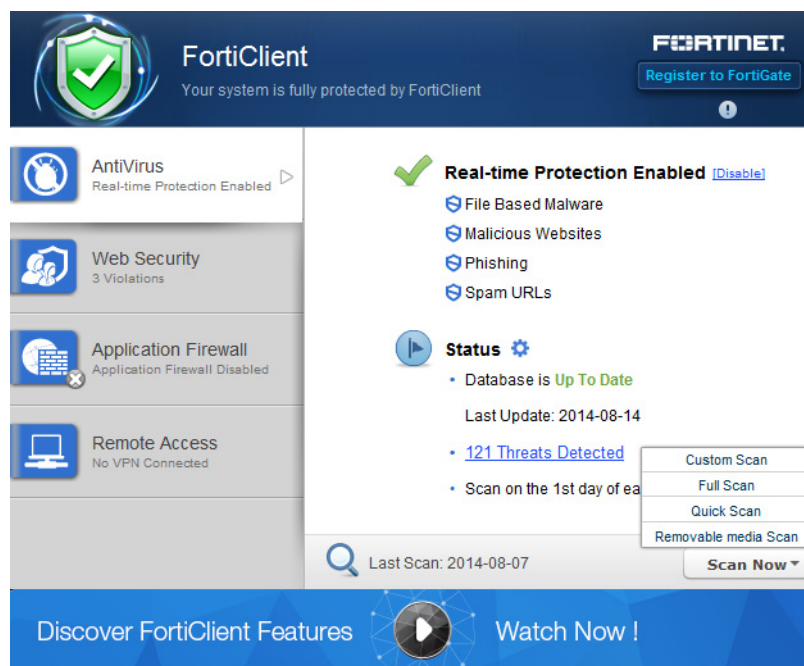 FortiClient
Your system is fully protected by FortiClient
FORTINET.
Register to FortiGate
AntiVirus
Real-time Protection Enabled
Web Security
3 Violations
Application Firewall
Application Firewall Disabled
Remote Access
No VPN Connected
Real-time Protection Enabled [Disable]
File Based Malware
Malicious Websites
Phishing
Spam URLs
Status
• Database is Up To Date
Last Update: 2014-08-14
• 121 Threats Detected
• Scan on the 1st day of ea
Custom Scan
Full Scan
Quick Scan
Removable media Scan
Last Scan: 2014-08-07
Scan Now
Discover FortiClient Features Watch Now !